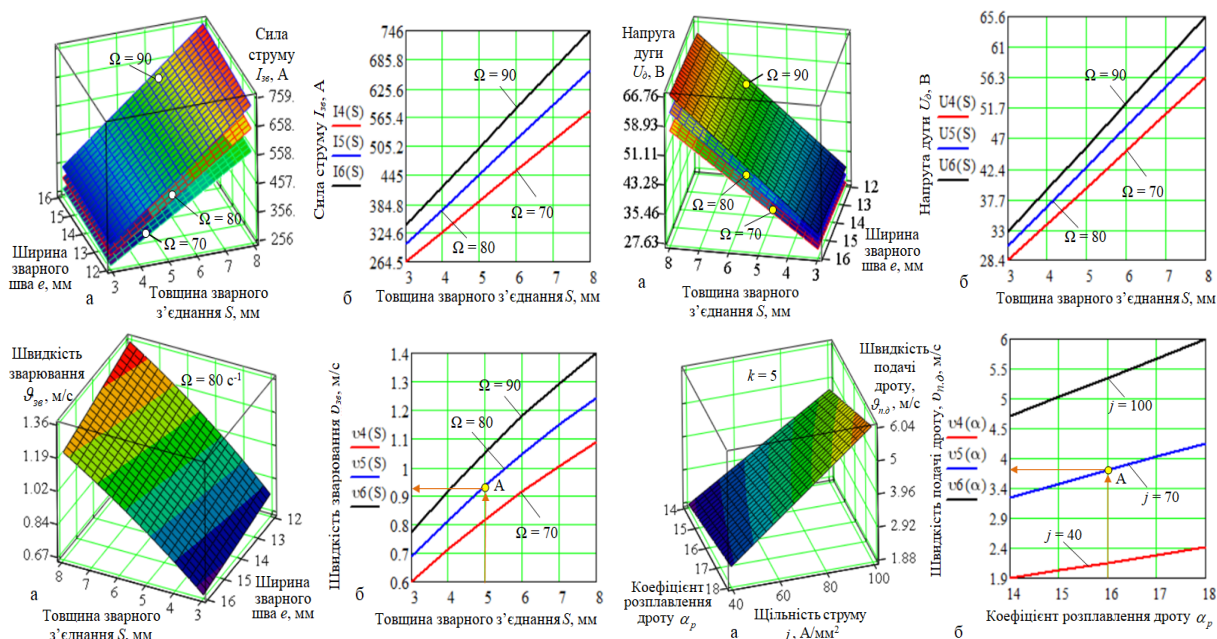 Сила
струму
Iзв, А
Ω = 90
759.
658.
558.
457.
356.
256
Ω = 80
Ω = 70
16
15
14
13
12
3
4
5
6
7
8
Ширина
зварного
шва e, мм
Товщина зварного
з’єднання S, мм
а
Сила струму Iзв, А
746
685.8
625.6
565.4
505.2
445
384.8
324.6
264.5
I4(S)
I5(S)
I6(S)
Ω = 90
Ω = 70
Ω = 80
3
4
5
6
7
8
б
Товщина зварного з’єднання S, мм
Напруга
дуги
Uд, В
66.76
58.93
51.11
43.28
35.46
27.63
Ω = 90
Ω = 80
Ω = 70
12
13
14
15
16
8
7
6
5
4
3
Ширина
зварного
шва e, мм
а
Товщина зварного
з’єднання S, мм
Напруга дуги Uд, В
65.6
61
56.3
51.7
47
42.4
37.7
33
28.4
U4(S)
U5(S)
U6(S)
Ω = 90
Ω = 70
Ω = 80
3
4
5
6
7
8
б
Товщина зварного з’єднання S, мм
Швидкість
зварювання
ϑзв, м/с
Ω = 80 с-1
1.36
1.19
1.02
0.84
0.67
12
13
14
15
16
8
7
6
5
4
3
Ширина
зварного
шва e, мм
а
Товщина зварного
з’єднання S, мм
Швидкість зварювання υзв, м/с
1.4
1.3
1.2
1.1
1
0.9
0.8
0.7
0.6
υ4(S)
υ5(S)
υ6(S)
Ω = 90
Ω = 80
A
Ω = 70
3
4
5
6
7
8
б
Товщина зварного з’єднання S, мм
Швидкість
подачі
дроту,
ϑп.д, м/с
k = 5
6.04
5
3.96
2.92
1.88
14
15
16
17
18
40
60
80
100
Коефіцієнт
розплавлення
дроту αр
Щільність струму
j, А/мм2
а
Швидкість подачі дроту, υп.д, м/с
6
5.5
5
4.5
3.4
2.9
2.4
1.9
υ4(α)
υ5(α)
υ6(α)
j = 100
A
j = 70
j = 40
14
15
16
17
18
Коефіцієнт розплавлення дроту αр
б